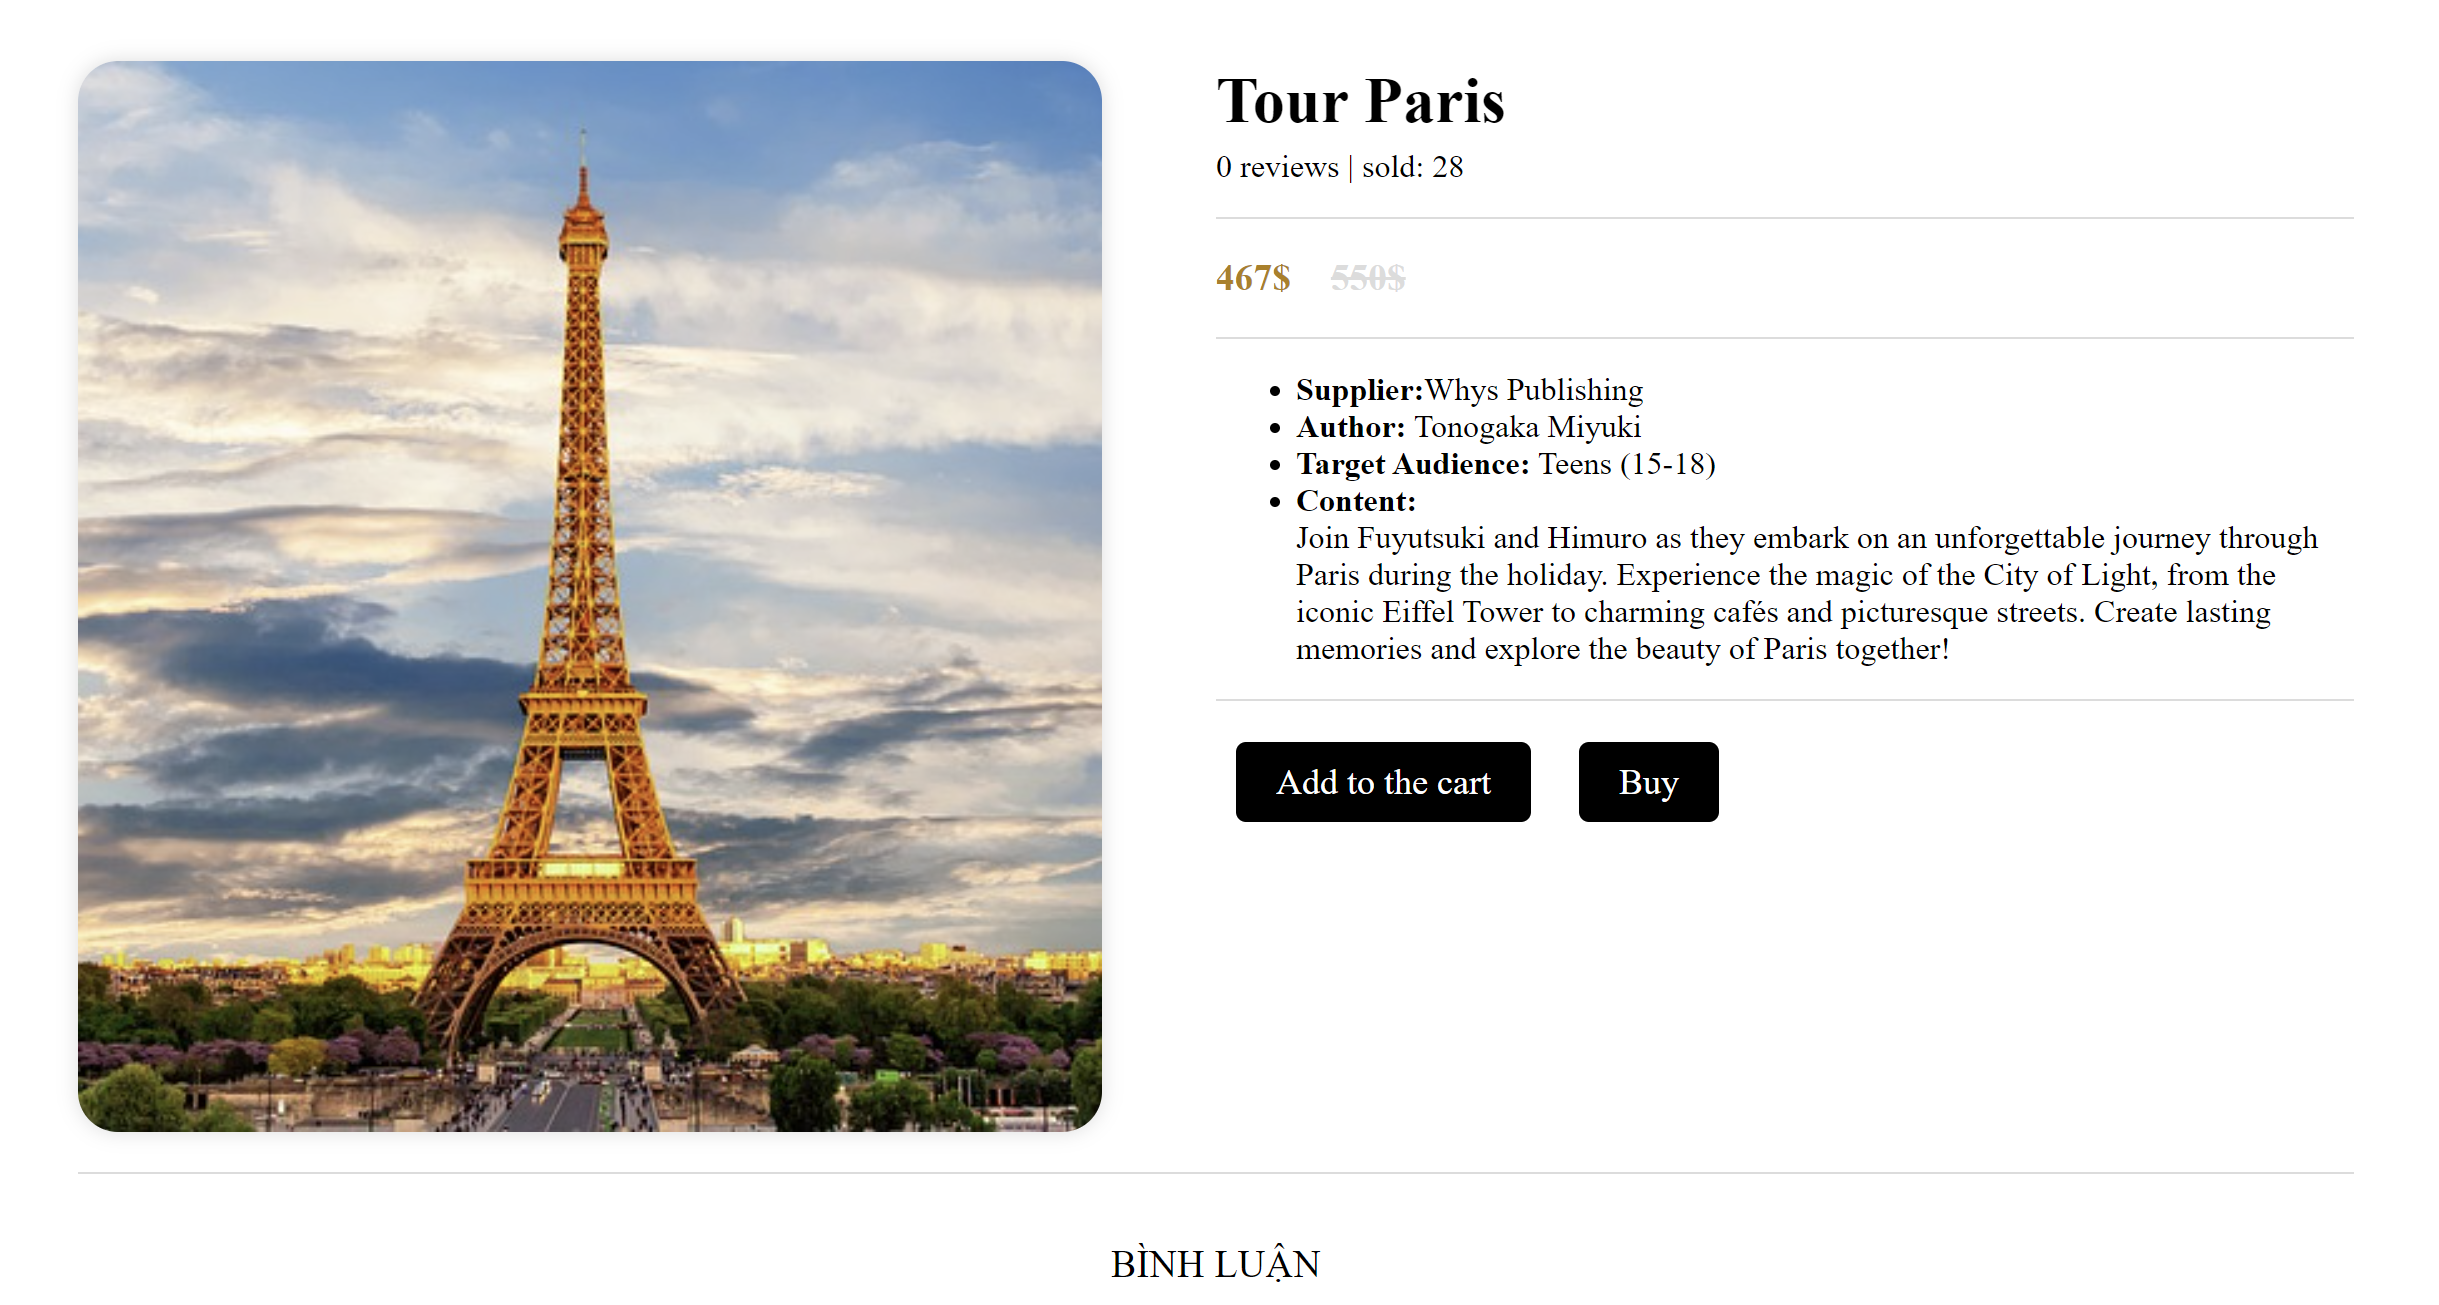 Tour Paris
0 reviews | sold: 28
467$ 550$
Supplier:Whys Publishing
Author: Tonogaka Miyuki
Target Audience: Teens (15-18)
Content:
Join Fuyutsuki and Himuro as they embark on an unforgettable journey through
Paris during the holiday. Experience the magic of the City of Light, from the
iconic Eiffel Tower to charming cafés and picturesque streets. Create lasting
memories and explore the beauty of Paris together!
Add to the cart Buy
BÌNH LUẬN